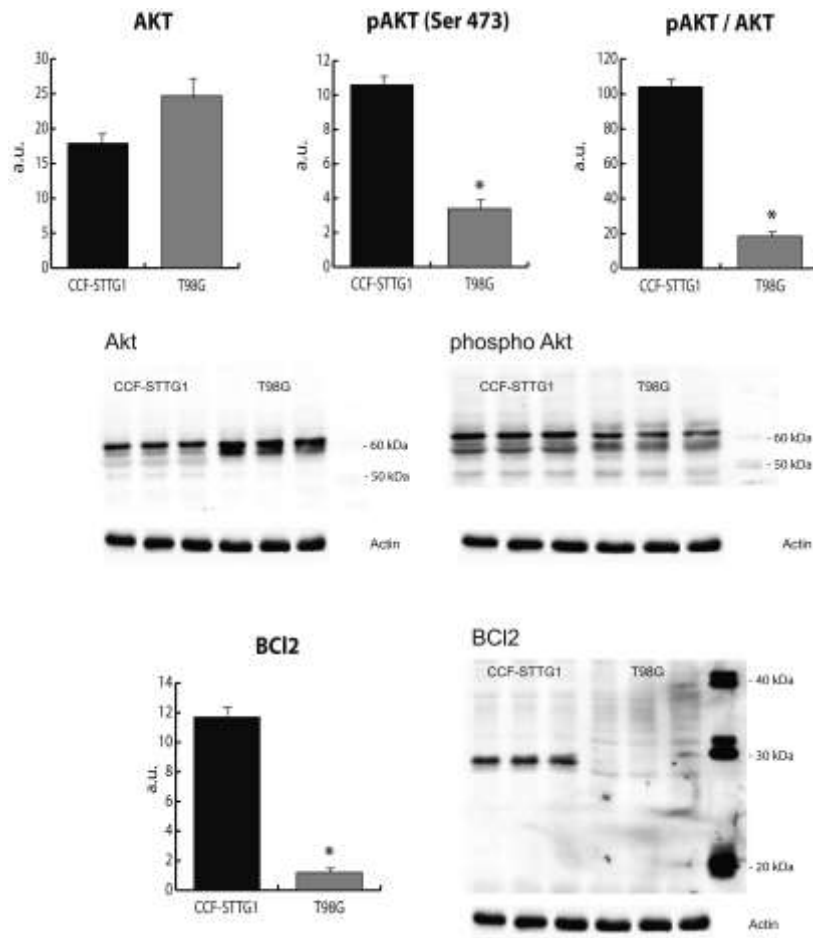 AKT
30
25
20
15
10
5
0
a.u.
CCF-STTG1
T98G
pAKT (Ser 473)
12
10
8
6
4
2
0
a.u.
*
CCF-STTG1
T98G
pAKT / AKT
120
100
80
60
40
20
0
a.u.
*
CCF-STTG1
T98G
Akt
CCF-STTG1
T98G
- 60 kDa
- 50 kDa
Actin
phospho Akt
CCF-STTG1
T98G
- 60 kDa
- 50 kDa
Actin
BCl2
14
12
10
8
6
4
2
0
a.u.
*
CCF-STTG1
T98G
BCl2
CCF-STTG1
T98G
- 40 kDa
- 30 kDa
- 20 kDa
Actin